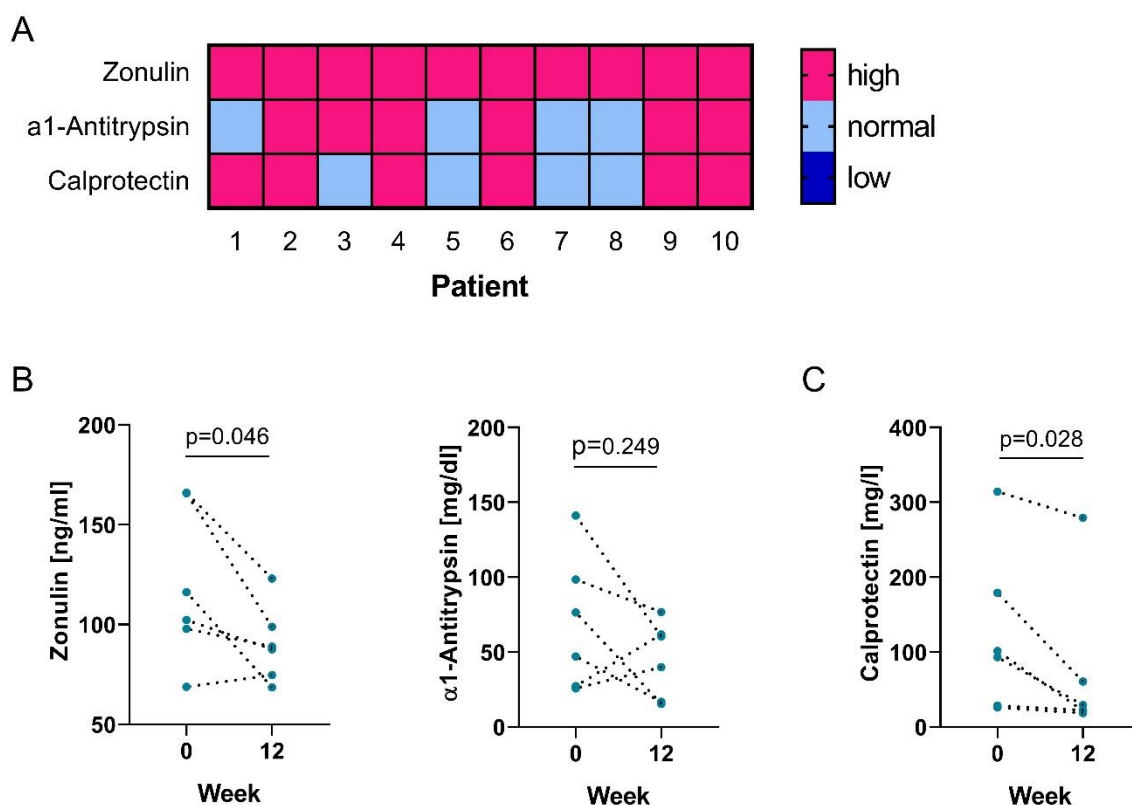 A
Zonulin
a1-Antitrypsin
Calprotectin
1 2 3 4 5 6 7 8 9 10
Patient
high
normal
low
B
Zonulin [ng/ml]
200
150
100
50
p=0.046
0 12
Week
α1-Antitrypsin [mg/dl]
200
150
100
50
0
p=0.249
0 12
Week
C
Calprotectin [mg/l]
400
300
200
100
0
p=0.028
0 12
Week